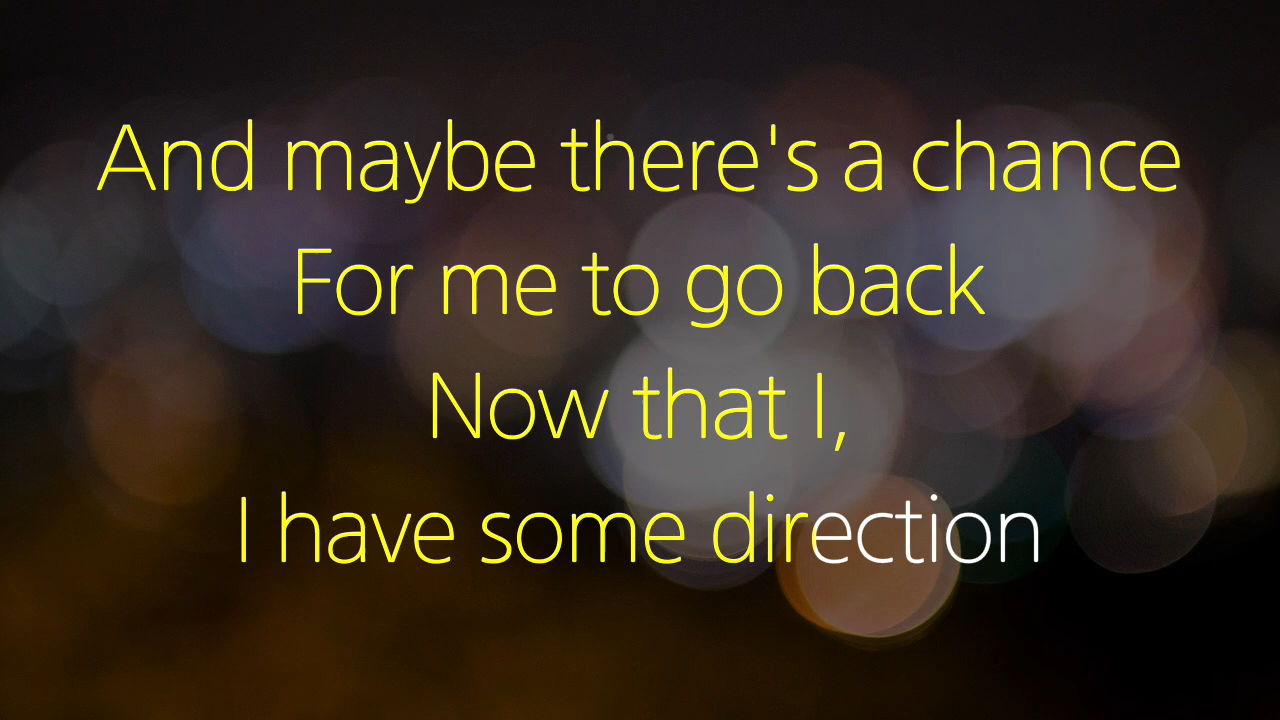 And maybe there's a chance
For me to go back
Now that I,
I have some direction